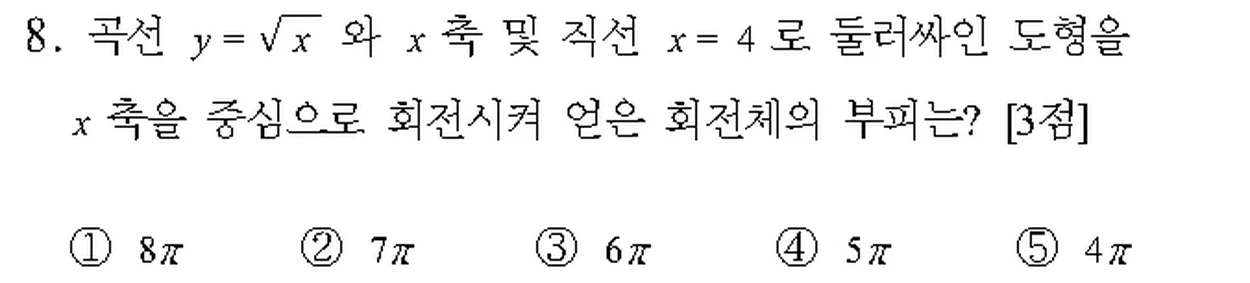 8. 곡선 y = √x 와 x 축 및 직선 x = 4 로 둘러싸인 도형을
x 축을 중심으로 회전시켜 얻은 회전체의 부피는? [3점]
① 8π ② 7π ③ 6π ④ 5π ⑤ 4π